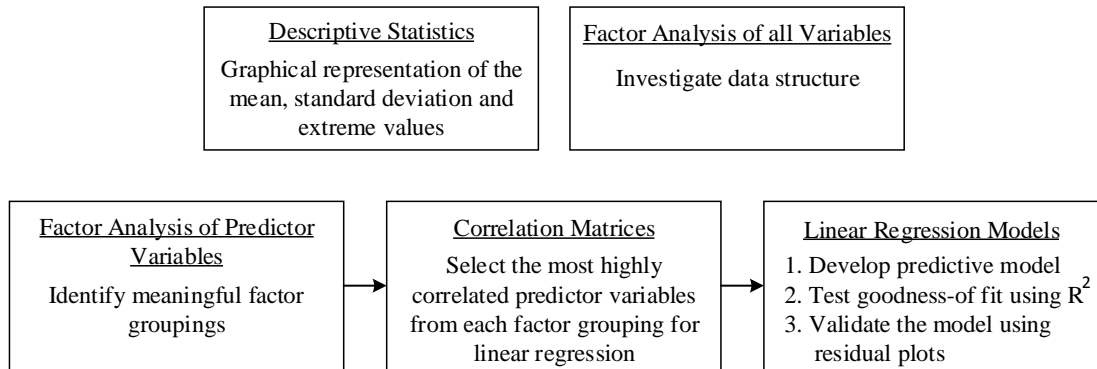 Descriptive Statistics
Graphical representation of the
mean, standard deviation and
extreme values
Factor Analysis of all Variables
Investigate data structure
Factor Analysis of Predictor
Variables
Identify meaningful factor
groupings
Correlation Matrices
Select the most highly
correlated predictor variables
from each factor grouping for
linear regression
Linear Regression Models
1. Develop predictive model
2. Test goodness-of fit using R²
3. Validate the model using
residual plots